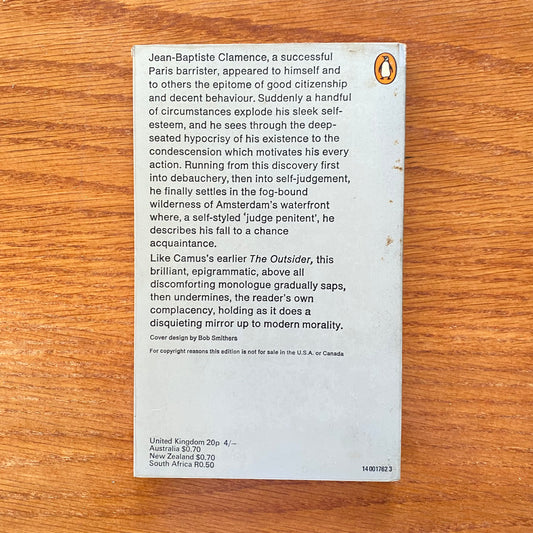 Jean-Baptiste Clamence, a successful
Paris barrister, appeared to himself and
to others the epitome of good citizenship
and decent behaviour. Suddenly a handful
of circumstances explode his sleek self-
esteem, and he sees through the deep-
seated hypocrisy of his existence to the
condescension which motivates his every
action. Running from this discovery first
into debauchery, then into self-judgement,
he finally settles in the fog-bound
wilderness of Amsterdam's waterfront
where, a self-styled 'judge penitent', he
describes his fall to a chance
acquaintance.
Like Camus's earlier The Outsider, this
brilliant, epigrammatic, above all
discomforting monologue gradually saps,
then undermines, the reader's own
complacency, holding as it does a
disquieting mirror up to modern morality.
Cover design by Bob Smithers
For copyright reasons this edition is not for sale in the U.S.A. or Canada
United Kingdom 20p 4/–
Australia $0.70
New Zealand $0.70
South Africa R0.50
14 001762 3